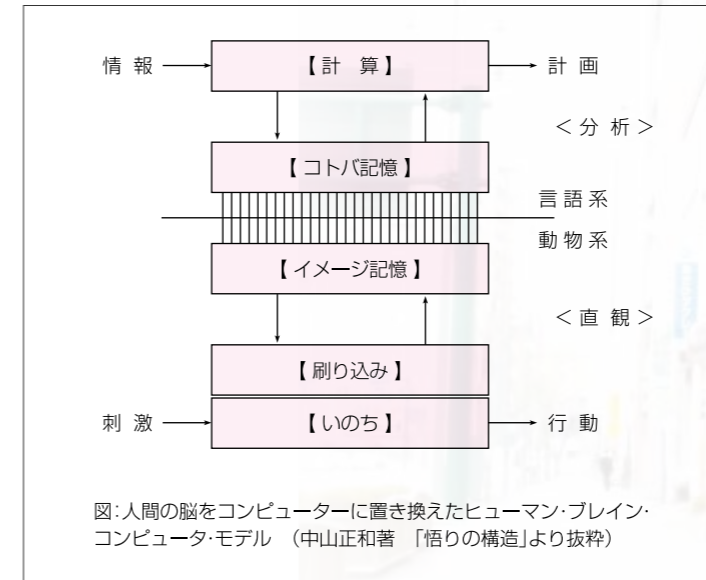 情 報
【 計　算 】
計 画
＜ 分 析 ＞
【 コトバ記憶 】
言 語 系
動 物 系
【 イメージ記憶 】
＜ 直 観 ＞
【 刷り込み 】
刺 激
【 いのち 】
行 動
図：人間の脳をコンピューターに置き換えたヒューマン・ブレイン・
コンピュータ・モデル　（中山正和著　「悟りの構造」より抜粋）